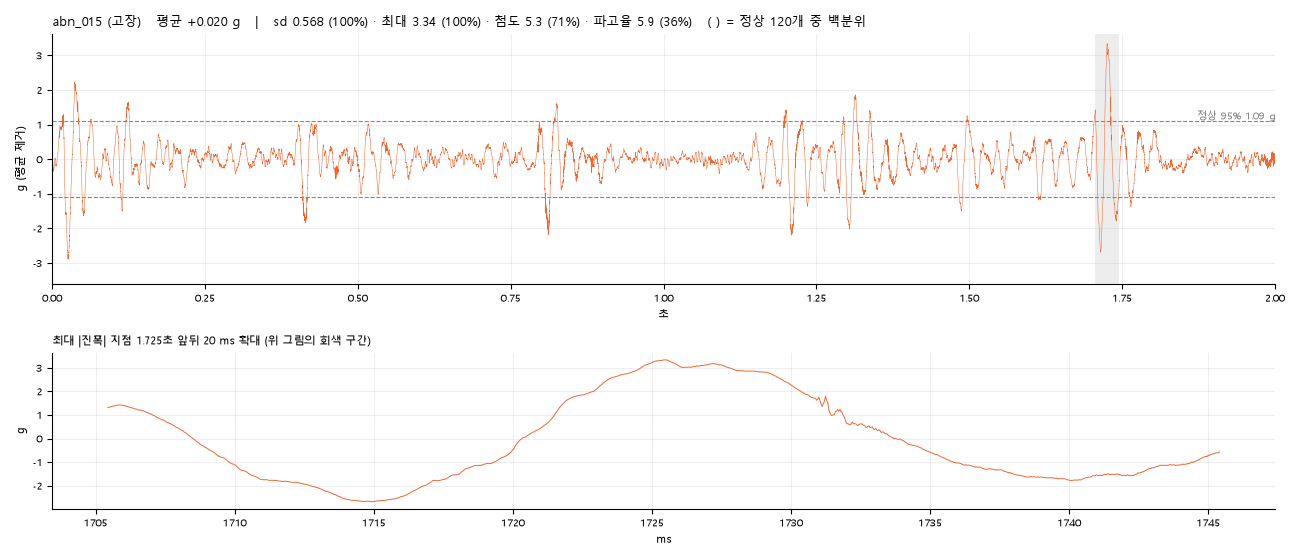 abn_015 (고장)    평균 +0.020 g    |    sd 0.568 (100%) · 최대 3.34 (100%) · 첨도 5.3 (71%) · 파고율 5.9 (36%)    ( ) = 정상 120개 중 백분위
g (평균 제거)
3
2
1
0
-1
-2
-3
정상 95% 1.09 g
0.00 0.25 0.50 0.75 1.00 1.25 1.50 1.75 2.00
초
최대 |진폭| 지점 1.725초 앞뒤 20 ms 확대 (위 그림의 회색 구간)
g
3
2
1
0
-1
-2
1705 1710 1715 1720 1725 1730 1735 1740 1745
ms